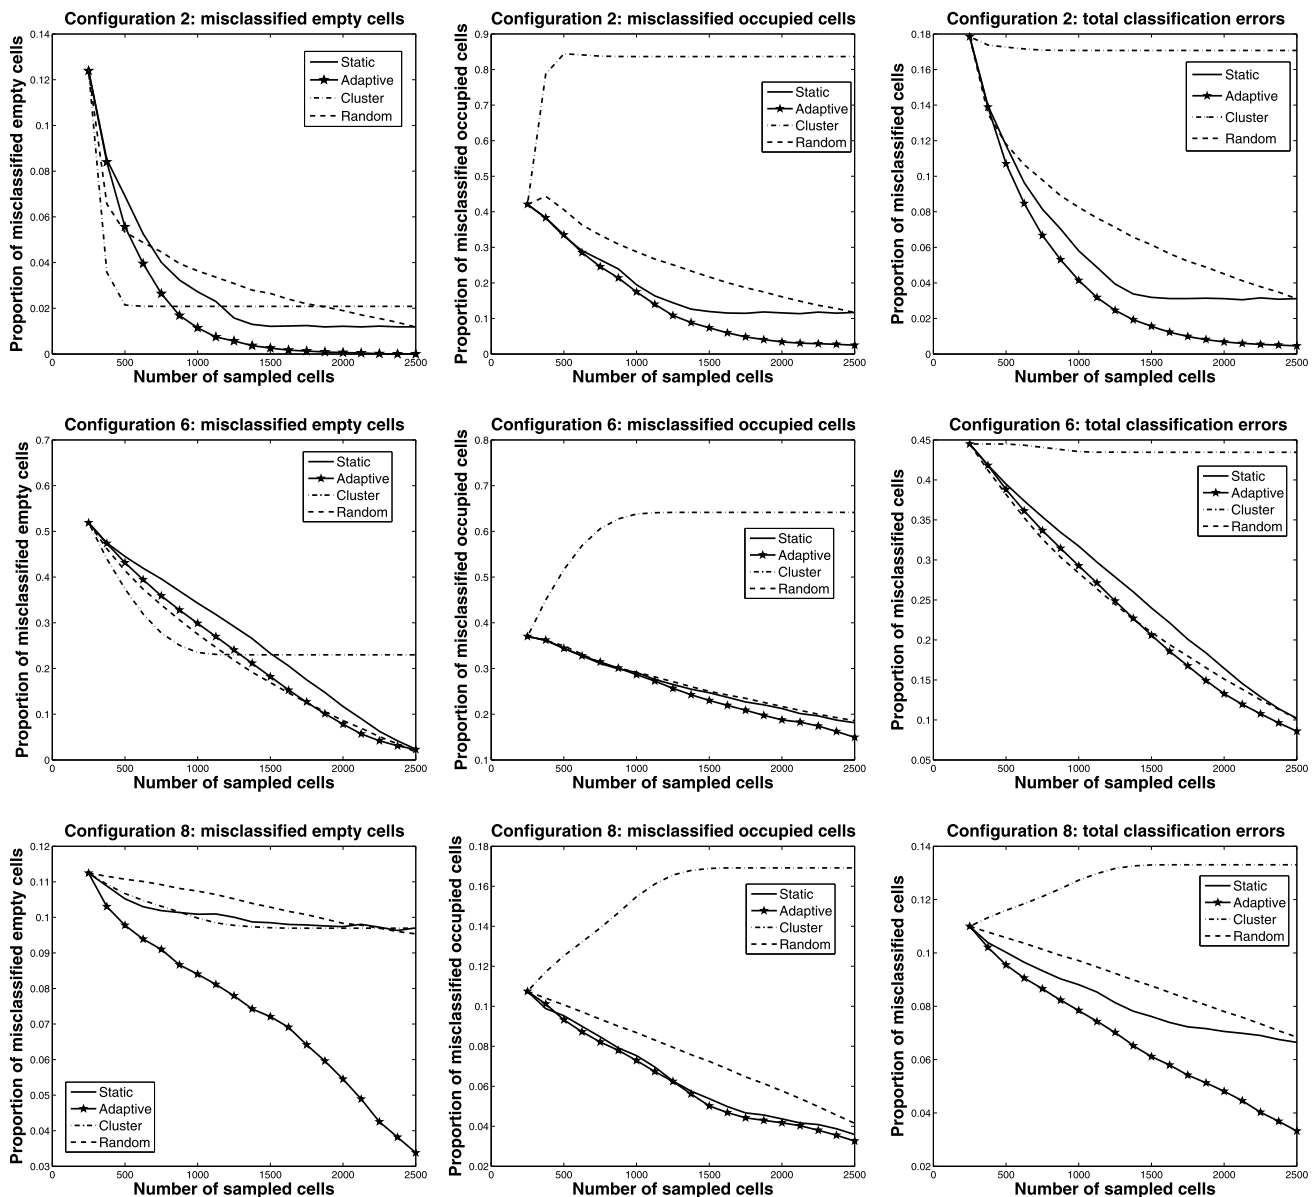 Configuration 2: misclassified empty cells
Proportion of misclassified empty cells
0.14
0.12
0.1
0.08
0.06
0.04
0.02
0
0 500 1000 1500 2000 2500
Number of sampled cells
Static
Adaptive
Cluster
Random
Configuration 2: misclassified occupied cells
Proportion of misclassified occupied cells
0.9
0.8
0.7
0.6
0.5
0.4
0.3
0.2
0.1
0
0 500 1000 1500 2000 2500
Number of sampled cells
Static
Adaptive
Cluster
Random
Configuration 2: total classification errors
Proportion of misclassified cells
0.18
0.16
0.14
0.12
0.1
0.08
0.06
0.04
0.02
0
0 500 1000 1500 2000 2500
Number of sampled cells
Static
Adaptive
Cluster
Random
Configuration 6: misclassified empty cells
Proportion of misclassified empty cells
0.7
0.6
0.5
0.4
0.3
0.2
0.1
0
0 500 1000 1500 2000 2500
Number of sampled cells
Static
Adaptive
Cluster
Random
Configuration 6: misclassified occupied cells
Proportion of misclassified occupied cells
0.8
0.7
0.6
0.5
0.4
0.3
0.2
0.1
0 500 1000 1500 2000 2500
Number of sampled cells
Static
Adaptive
Cluster
Random
Configuration 6: total classification errors
Proportion of misclassified cells
0.45
0.4
0.35
0.3
0.25
0.2
0.15
0.1
0.05
0 500 1000 1500 2000 2500
Number of sampled cells
Static
Adaptive
Cluster
Random
Configuration 8: misclassified empty cells
Proportion of misclassified empty cells
0.12
0.11
0.1
0.09
0.08
0.07
0.06
0.05
0.04
0.03
0 500 1000 1500 2000 2500
Number of sampled cells
Static
Adaptive
Cluster
Random
Configuration 8: misclassified occupied cells
Proportion of misclassified occupied cells
0.18
0.16
0.14
0.12
0.1
0.08
0.06
0.04
0.02
0 500 1000 1500 2000 2500
Number of sampled cells
Static
Adaptive
Cluster
Random
Configuration 8: total classification errors
Proportion of misclassified cells
0.14
0.12
0.1
0.08
0.06
0.04
0.02
0 500 1000 1500 2000 2500
Number of sampled cells
Static
Adaptive
Cluster
Random